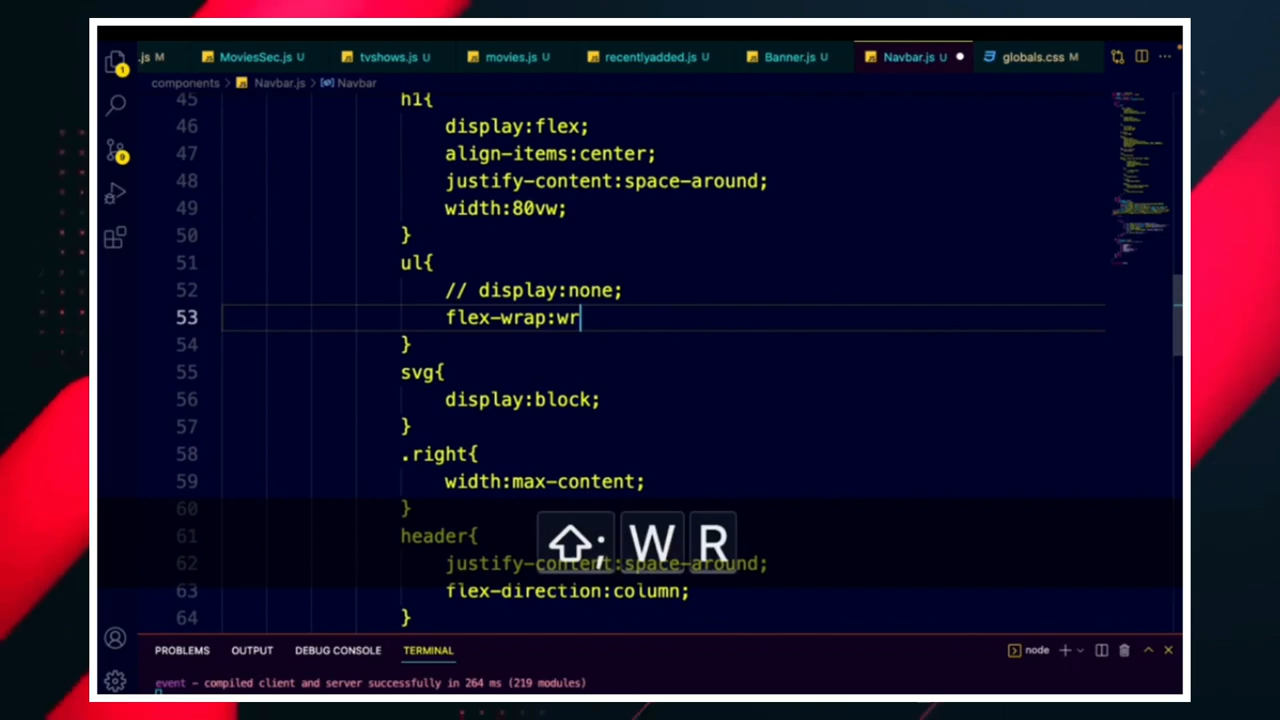 .js M
MoviesSec.js U
tvshows.js U
movies.js U
recentlyadded.js U
Banner.js U
Navbar.js U
globals.css M
components > Navbar.js > Navbar
45 h1{
46 display:flex;
47 align-items:center;
48 justify-content:space-around;
49 width:80vw;
50 }
51 ul{
52 // display:none;
53 flex-wrap:wr
54 }
55 svg{
56 display:block;
57 }
58 .right{
59 width:max-content;
60 }
61 header{
62 justify-content:space-around;
63 flex-direction:column;
64 }
⇧; W R
1
9
PROBLEMS OUTPUT DEBUG CONSOLE TERMINAL
node
event - compiled client and server successfully in 264 ms (219 modules)